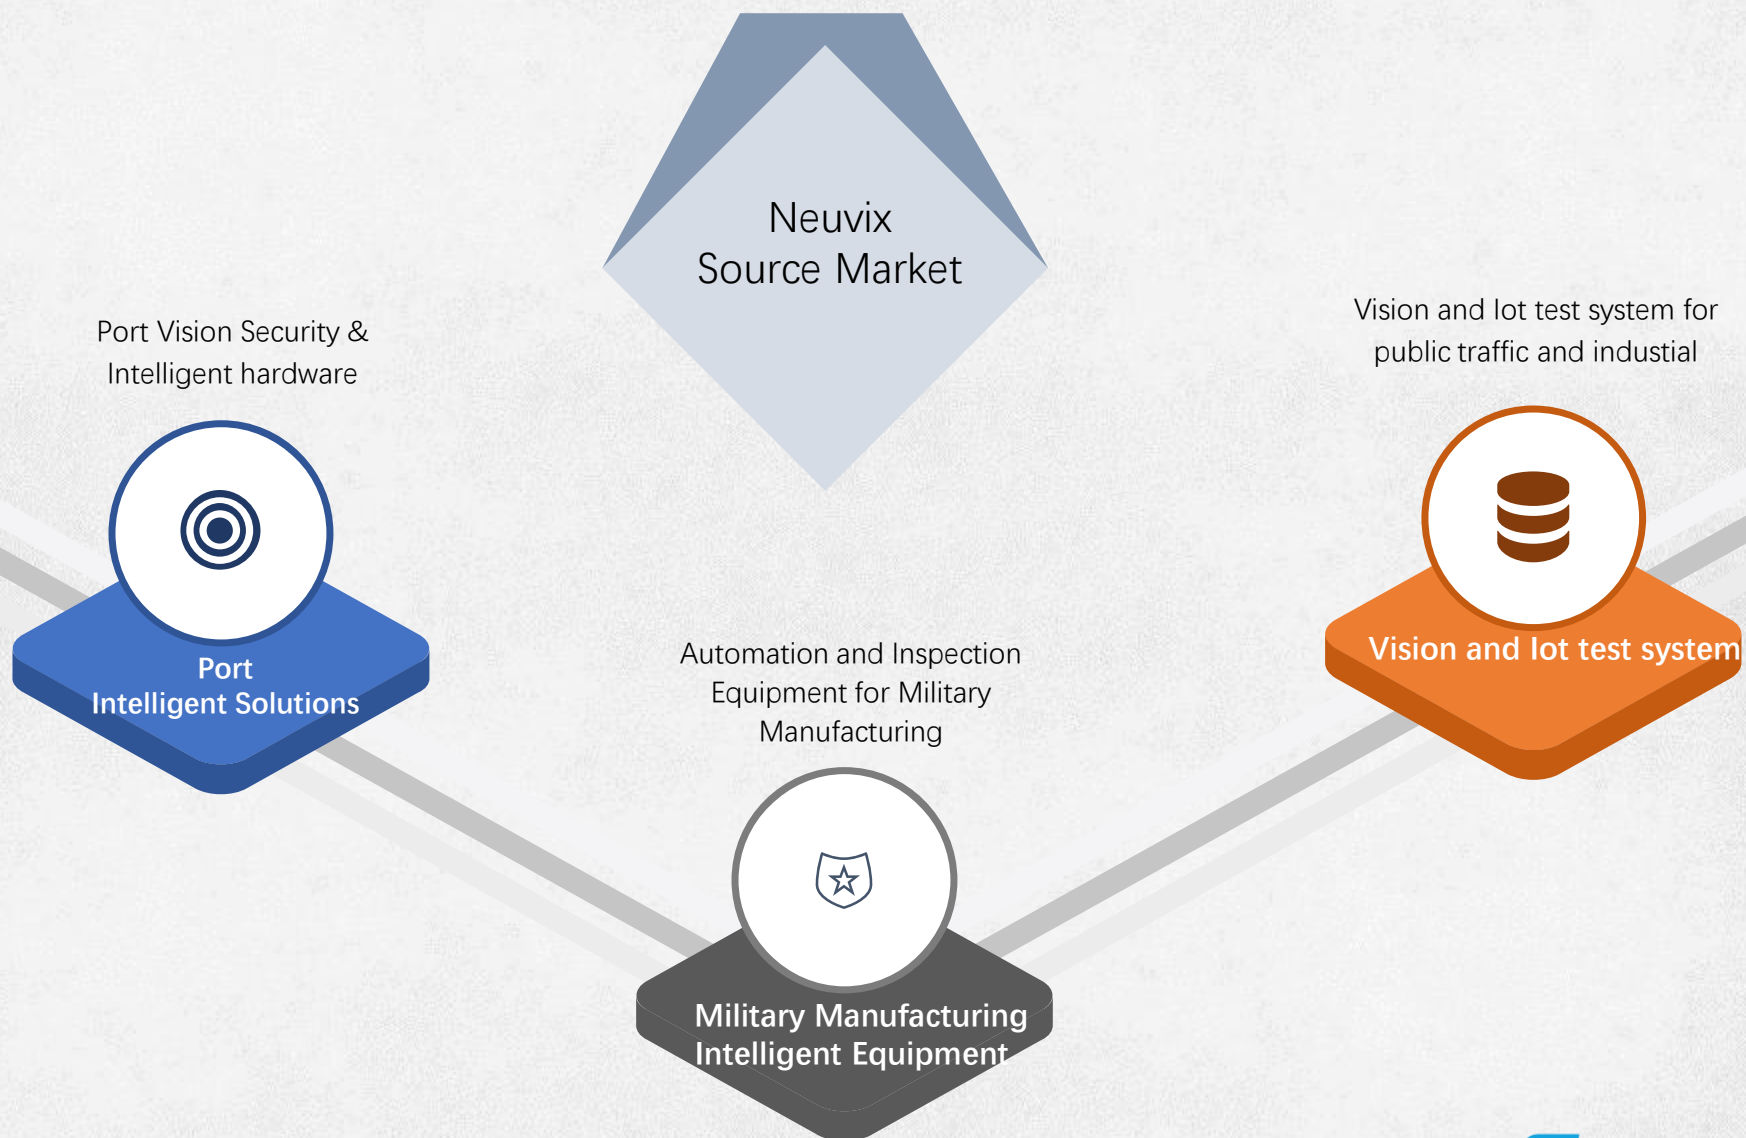 Neuvix
Source Market
Port Vision Security &
Intelligent hardware
Port
Intelligent Solutions
Automation and Inspection
Equipment for Military
Manufacturing
Military Manufacturing
Intelligent Equipment
Vision and Iot test system for
public traffic and industial
Vision and Iot test system